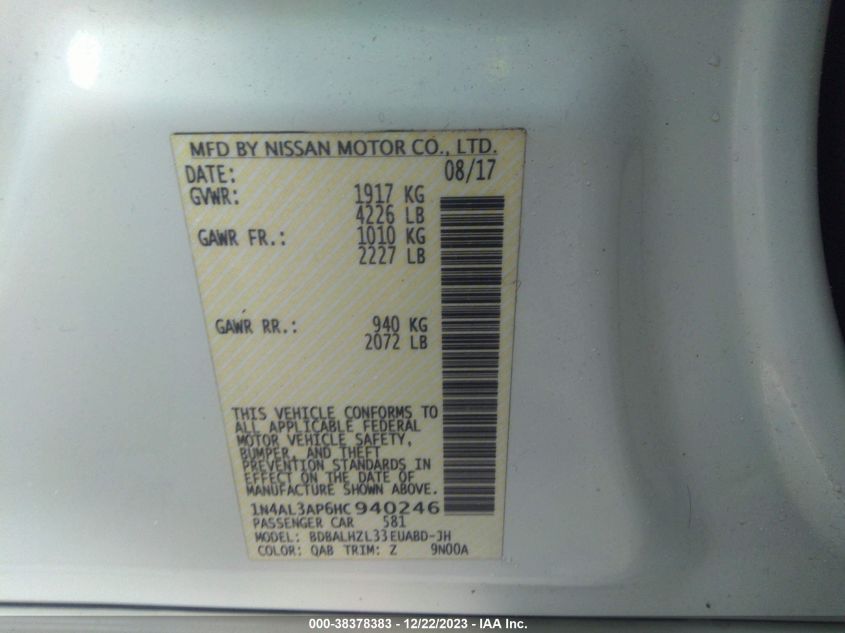 MFD BY NISSAN MOTOR CO., LTD.
DATE: 08/17
GVWR: 1917 KG
4226 LB
GAWR FR.: 1010 KG
2227 LB
GAWR RR.: 940 KG
2072 LB
THIS VEHICLE CONFORMS TO
ALL APPLICABLE FEDERAL
MOTOR VEHICLE SAFETY,
BUMPER, AND THEFT
PREVENTION STANDARDS IN
EFFECT ON THE DATE OF
MANUFACTURE SHOWN ABOVE.
1N4AL3AP6HC940246
PASSENGER CAR 581
MODEL: BDBALHZL33EUABD-JH
COLOR: QAB TRIM: Z 9N00A
000-38378383 - 12/22/2023 - IAA Inc.